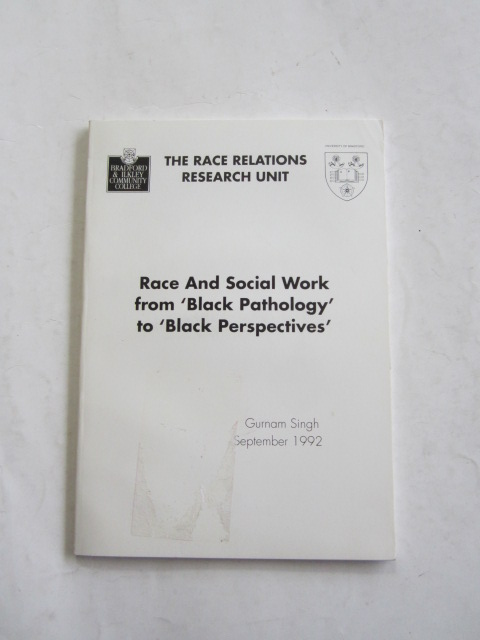 BRADFORD
& ILKLEY
COMMUNITY
COLLEGE
THE RACE RELATIONS
RESEARCH UNIT
Race And Social Work
from ‘Black Pathology’
to ‘Black Perspectives’
Gurnam Singh
September 1992